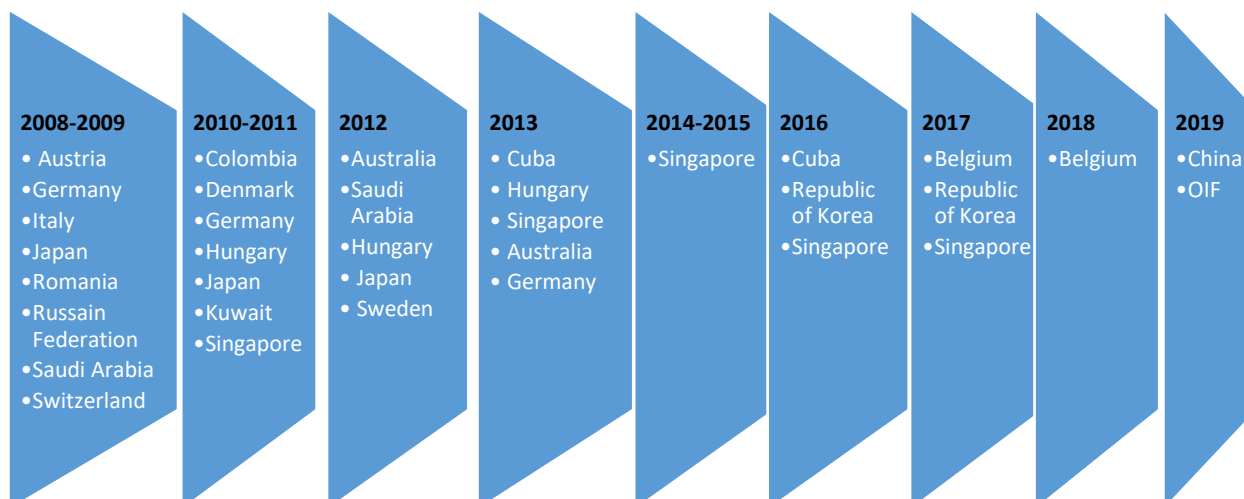 2008-2009
• Austria
•Germany
•Italy
•Japan
•Romania
•Russain
Federation
•Saudi Arabia
•Switzerland
2010-2011
•Colombia
•Denmark
•Germany
•Hungary
•Japan
•Kuwait
•Singapore
2012
•Australia
•Saudi
Arabia
•Hungary
• Japan
• Sweden
2013
• Cuba
• Hungary
• Singapore
• Australia
• Germany
2014-2015
•Singapore
2016
•Cuba
•Republic
of Korea
•Singapore
2017
•Belgium
•Republic
of Korea
•Singapore
2018
•Belgium
2019
•China
•OIF